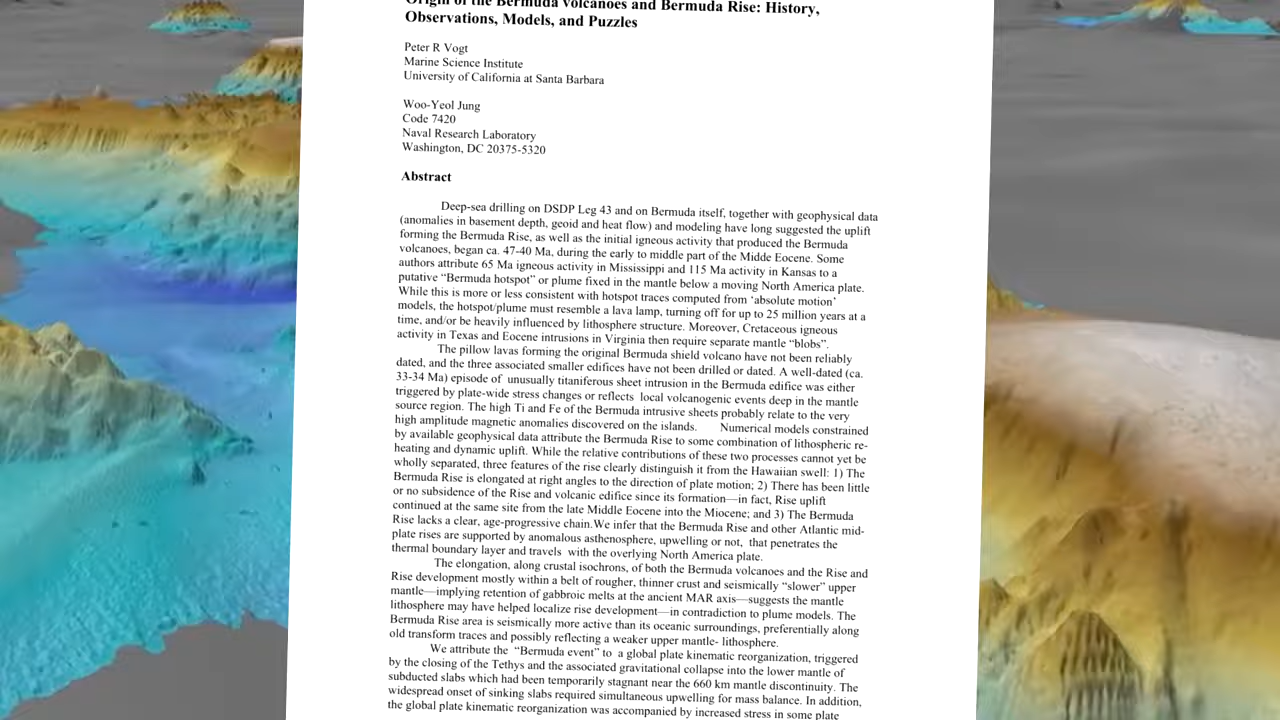 Origin of the Bermuda Volcanoes and Bermuda Rise: History,
Observations, Models, and Puzzles
Peter R Vogt
Marine Science Institute
University of California at Santa Barbara
Woo-Yeol Jung
Code 7420
Naval Research Laboratory
Washington, DC 20375-5320
Abstract
Deep-sea drilling on DSDP Leg 43 and on Bermuda itself, together with geophysical data
(anomalies in basement depth, geoid and heat flow) and modeling have long suggested the uplift
forming the Bermuda Rise, as well as the initial igneous activity that produced the Bermuda
volcanoes, began ca. 47-40 Ma, during the early to middle part of the Midde Eocene. Some
authors attribute 65 Ma igneous activity in Mississippi and 115 Ma activity in Kansas to a
putative “Bermuda hotspot” or plume fixed in the mantle below a moving North America plate.
While this is more or less consistent with hotspot traces computed from ‘absolute motion’
models, the hotspot/plume must resemble a lava lamp, turning off for up to 25 million years at a
time, and/or be heavily influenced by lithosphere structure. Moreover, Cretaceous igneous
activity in Texas and Eocene intrusions in Virginia then require separate mantle “blobs”.
The pillow lavas forming the original Bermuda shield volcano have not been reliably
dated, and the three associated smaller edifices have not been drilled or dated. A well-dated (ca.
33-34 Ma) episode of unusually titaniferous sheet intrusion in the Bermuda edifice was either
triggered by plate-wide stress changes or reflects local volcanogenic events deep in the mantle
source region. The high Ti and Fe of the Bermuda intrusive sheets probably relate to the very
high amplitude magnetic anomalies discovered on the islands. Numerical models constrained
by available geophysical data attribute the Bermuda Rise to some combination of lithospheric re-
heating and dynamic uplift. While the relative contributions of these two processes cannot yet be
wholly separated, three features of the rise clearly distinguish it from the Hawaiian swell: 1) The
Bermuda Rise is elongated at right angles to the direction of plate motion; 2) There has been little
or no subsidence of the Rise and volcanic edifice since its formation—in fact, Rise uplift
continued at the same site from the late Middle Eocene into the Miocene; and 3) The Bermuda
Rise lacks a clear, age-progressive chain.We infer that the Bermuda Rise and other Atlantic mid-
plate rises are supported by anomalous asthenosphere, upwelling or not, that penetrates the
thermal boundary layer and travels with the overlying North America plate.
The elongation, along crustal isochrons, of both the Bermuda volcanoes and the Rise and
Rise development mostly within a belt of rougher, thinner crust and seismically “slower” upper
mantle—implying retention of gabbroic melts at the ancient MAR axis—suggests the mantle
lithosphere may have helped localize rise development—in contradiction to plume models. The
Bermuda Rise area is seismically more active than its oceanic surroundings, preferentially along
old transform traces and possibly reflecting a weaker upper mantle- lithosphere.
We attribute the “Bermuda event” to a global plate kinematic reorganization, triggered
by the closing of the Tethys and the associated gravitational collapse into the lower mantle of
subducted slabs which had been temporarily stagnant near the 660 km mantle discontinuity. The
widespread onset of sinking slabs required simultaneous upwelling for mass balance. In addition,
the global plate kinematic reorganization was accompanied by increased stress in some plate